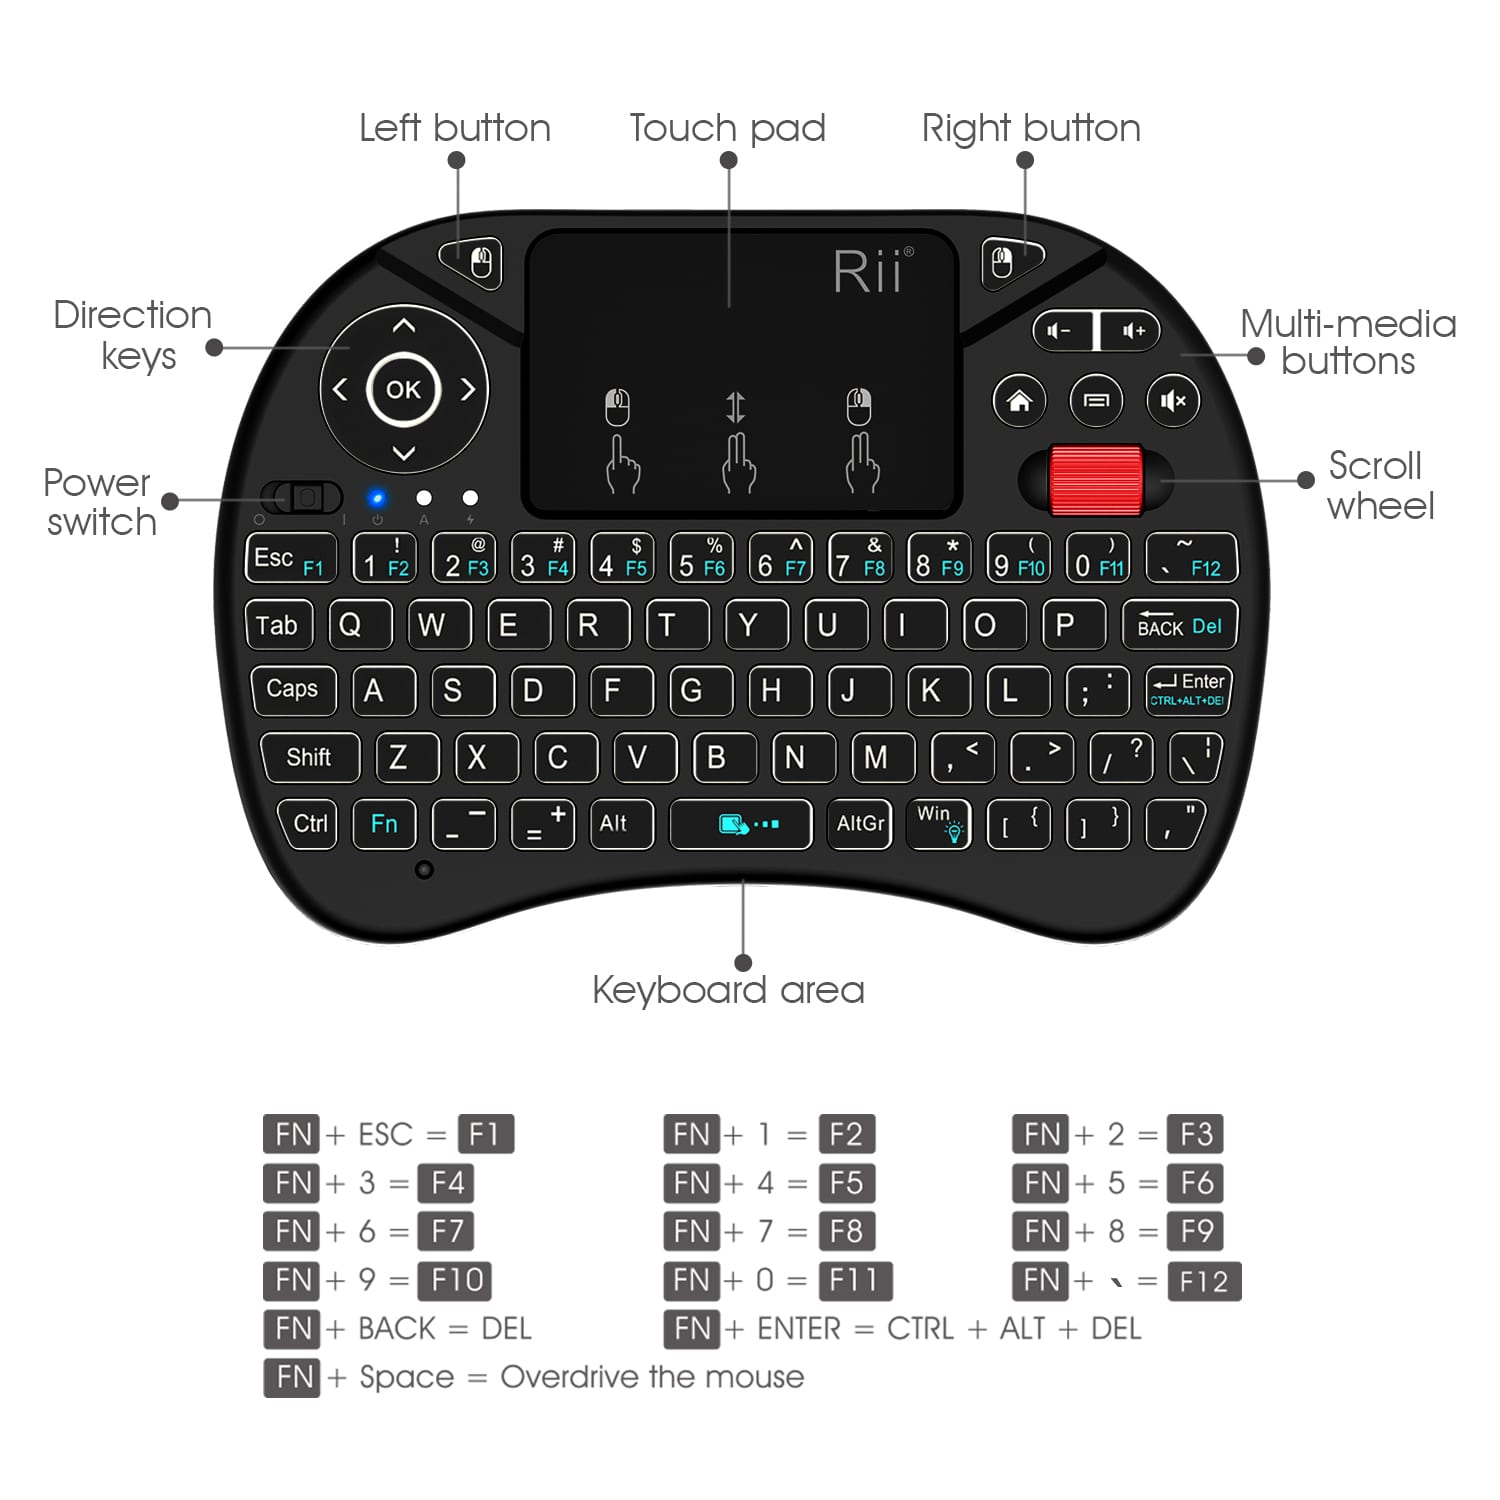 Left button
Touch pad
Right button
Rii®
Direction
keys
OK
Multi-media
buttons
Power
switch
Scroll
wheel
A
Esc F1
1 ! F2
2 @ F3
3 # F4
4 $ F5
5 % F6
6 ^ F7
7 & F8
8 * F9
9 ( F10
0 ) F11
` ~ F12
Tab Q W E R T Y U I O P BACK Del
Caps A S D F G H J K L ; : Enter
CTRL+ALT+DEl
Shift Z X C V B N M , < . > / ? \ ¦
Ctrl Fn _ − = + Alt AltGr Win [ { ] } , "
Keyboard area
FN + ESC = F1 FN + 1 = F2 FN + 2 = F3
FN + 3 = F4 FN + 4 = F5 FN + 5 = F6
FN + 6 = F7 FN + 7 = F8 FN + 8 = F9
FN + 9 = F10 FN + 0 = F11 FN + ` = F12
FN + BACK = DEL FN + ENTER = CTRL + ALT + DEL
FN + Space = Overdrive the mouse